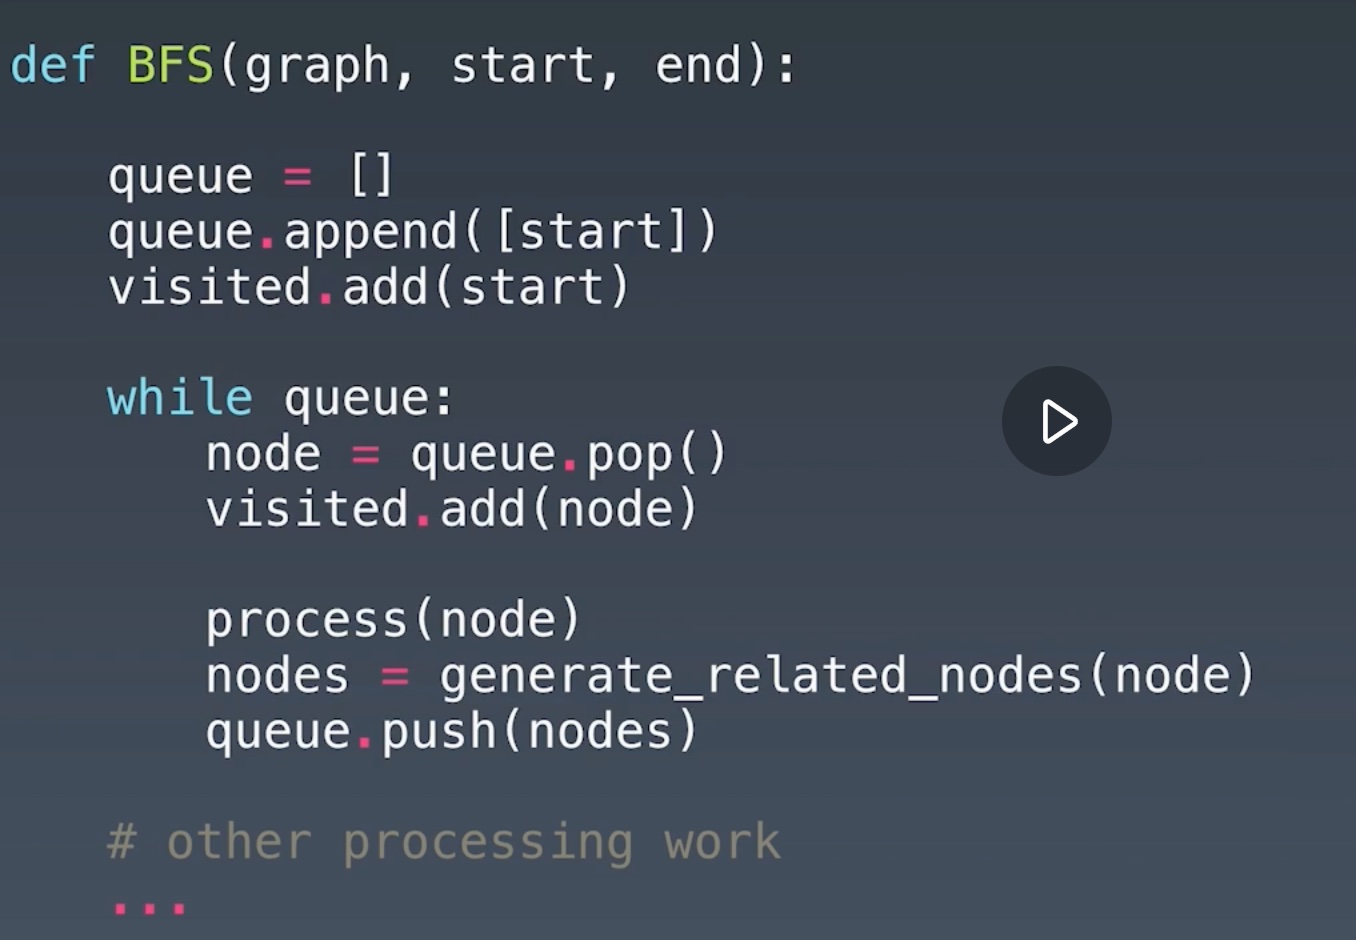 def BFS(graph, start, end):
queue = []
queue.append([start])
visited.add(start)
while queue:
node = queue.pop()
visited.add(node)
process(node)
nodes = generate_related_nodes(node)
queue.push(nodes)
# other processing work
...